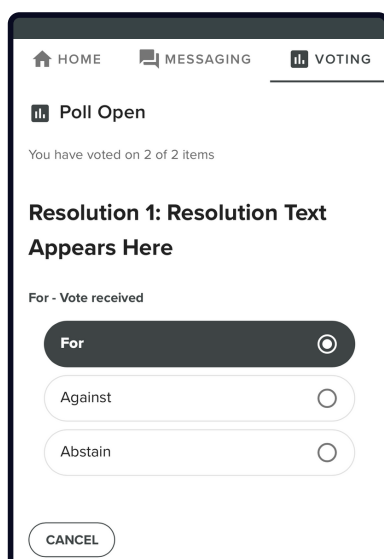 HOME MESSAGING VOTING
Poll Open
You have voted on 2 of 2 items
Resolution 1: Resolution Text
Appears Here
For - Vote received
For
Against
Abstain
CANCEL